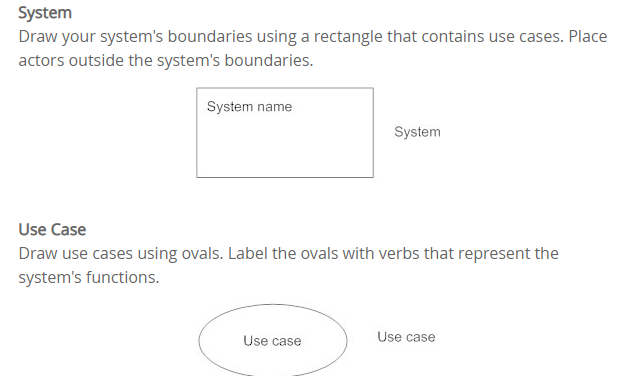 System
Draw your system's boundaries using a rectangle that contains use cases. Place
actors outside the system's boundaries.
System name
System
Use Case
Draw use cases using ovals. Label the ovals with verbs that represent the
system's functions.
Use case
Use case